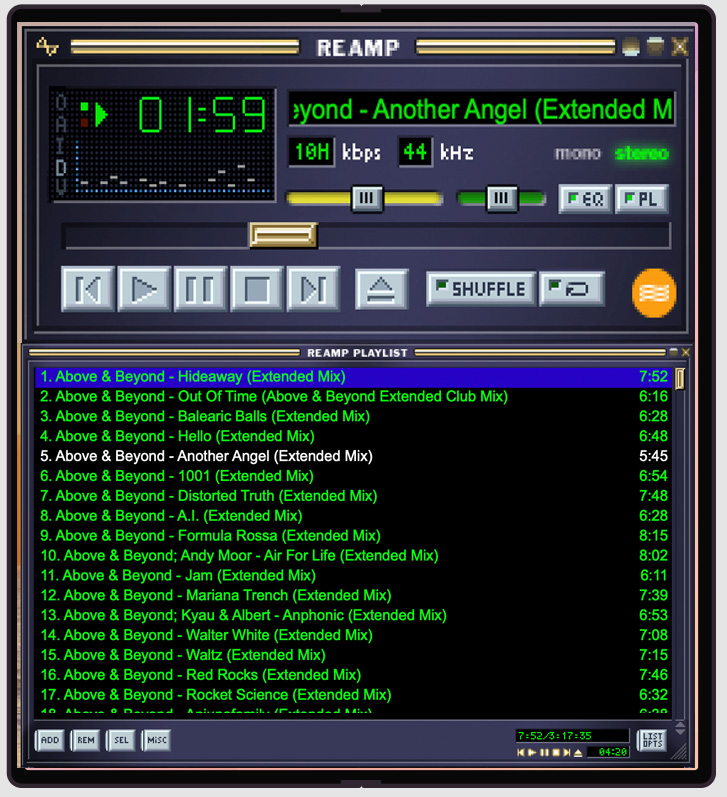 REAMP
O
A
I
D
V
01:59
eyond - Another Angel (Extended M
10H kbps 44 kHz mono stereo
EQ PL
SHUFFLE
REAMP PLAYLIST
1. Above & Beyond - Hideaway (Extended Mix) 7:52
2. Above & Beyond - Out Of Time (Above & Beyond Extended Club Mix) 6:16
3. Above & Beyond - Balearic Balls (Extended Mix) 6:28
4. Above & Beyond - Hello (Extended Mix) 6:48
5. Above & Beyond - Another Angel (Extended Mix) 5:45
6. Above & Beyond - 1001 (Extended Mix) 6:54
7. Above & Beyond - Distorted Truth (Extended Mix) 7:48
8. Above & Beyond - A.I. (Extended Mix) 6:28
9. Above & Beyond - Formula Rossa (Extended Mix) 8:15
10. Above & Beyond; Andy Moor - Air For Life (Extended Mix) 8:02
11. Above & Beyond - Jam (Extended Mix) 6:11
12. Above & Beyond - Mariana Trench (Extended Mix) 7:39
13. Above & Beyond; Kyau & Albert - Anphonic (Extended Mix) 6:53
14. Above & Beyond - Walter White (Extended Mix) 7:08
15. Above & Beyond - Waltz (Extended Mix) 7:15
16. Above & Beyond - Red Rocks (Extended Mix) 7:46
17. Above & Beyond - Rocket Science (Extended Mix) 6:32
18. Above & Beyond - Anjunafamily (Extended Mix) 6:38
ADD REM SEL MISC 7:52/3:17:35 LIST OPTS
04:20